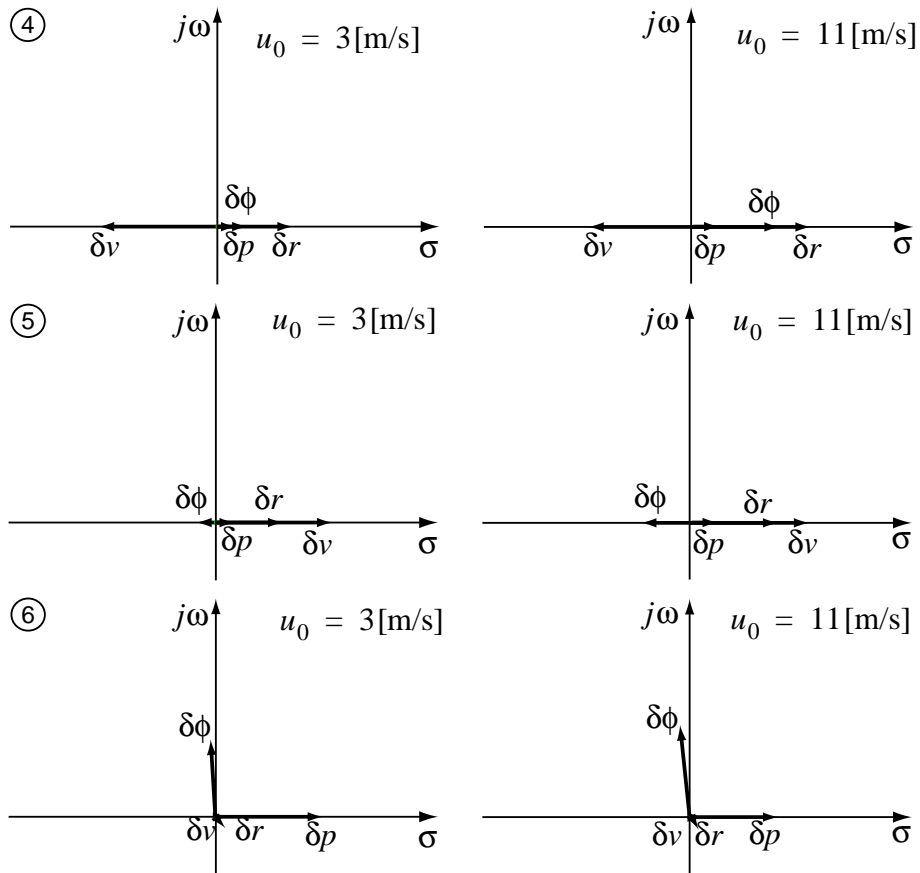 ④ jω u₀ = 3[m/s] jω u₀ = 11[m/s]
δϕ δϕ
δv δp δr σ δv δp δr σ
⑤ jω u₀ = 3[m/s] jω u₀ = 11[m/s]
δϕ δr δϕ δr
δp δv σ δp δv σ
⑥ jω u₀ = 3[m/s] jω u₀ = 11[m/s]
δϕ δϕ
δv δr δp σ δv δr δp σ